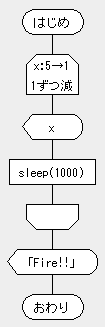 はじめ
x:5→1
1ずつ減
x
sleep(1000)
「Fire!!」
おわり